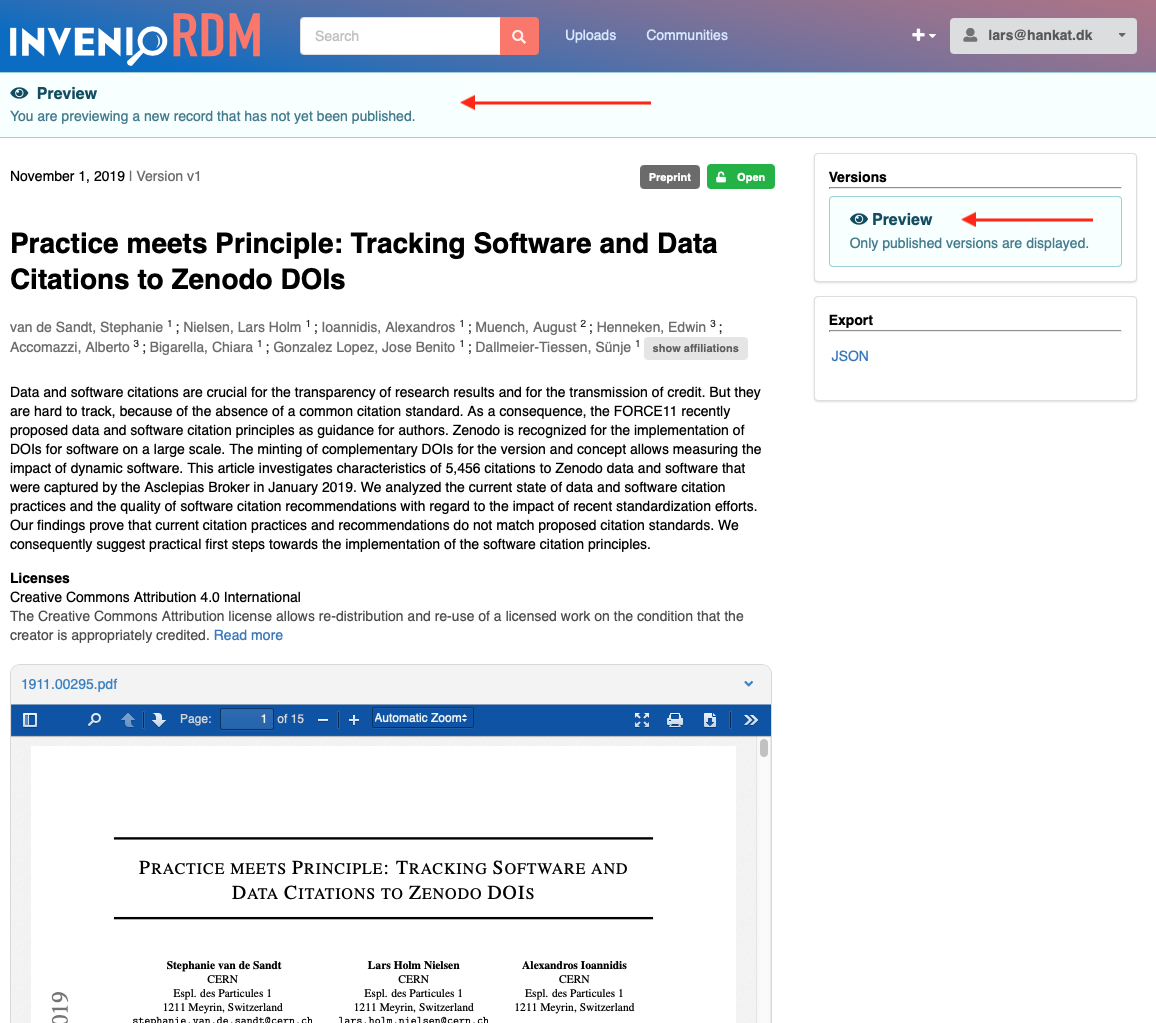 INVENIO RDM
Search
Uploads
Communities
lars@hankat.dk
Preview
You are previewing a new record that has not yet been published.
November 1, 2019 | Version v1
Preprint
Open
Practice meets Principle: Tracking Software and Data
Citations to Zenodo DOIs
van de Sandt, Stephanie 1 ; Nielsen, Lars Holm 1 ; Ioannidis, Alexandros 1 ; Muench, August 2 ; Henneken, Edwin 3 ;
Accomazzi, Alberto 3 ; Bigarella, Chiara 1 ; Gonzalez Lopez, Jose Benito 1 ; Dallmeier-Tiessen, Sünje 1 show affiliations
Data and software citations are crucial for the transparency of research results and for the transmission of credit. But they
are hard to track, because of the absence of a common citation standard. As a consequence, the FORCE11 recently
proposed data and software citation principles as guidance for authors. Zenodo is recognized for the implementation of
DOIs for software on a large scale. The minting of complementary DOIs for the version and concept allows measuring the
impact of dynamic software. This article investigates characteristics of 5,456 citations to Zenodo data and software that
were captured by the Asclepias Broker in January 2019. We analyzed the current state of data and software citation
practices and the quality of software citation recommendations with regard to the impact of recent standardization efforts.
Our findings prove that current citation practices and recommendations do not match proposed citation standards. We
consequently suggest practical first steps towards the implementation of the software citation principles.
Licenses
Creative Commons Attribution 4.0 International
The Creative Commons Attribution license allows re-distribution and re-use of a licensed work on the condition that the
creator is appropriately credited. Read more
1911.00295.pdf
Page: 1 of 15 Automatic Zoom
PRACTICE MEETS PRINCIPLE: TRACKING SOFTWARE AND
DATA CITATIONS TO ZENODO DOIS
Stephanie van de Sandt
CERN
Espl. des Particules 1
1211 Meyrin, Switzerland
stephanie.van.de.sandt@cern.ch
Lars Holm Nielsen
CERN
Espl. des Particules 1
1211 Meyrin, Switzerland
lars.holm.nielsen@cern.ch
Alexandros Ioannidis
CERN
Espl. des Particules 1
1211 Meyrin, Switzerland
019
Versions
Preview
Only published versions are displayed.
Export
JSON